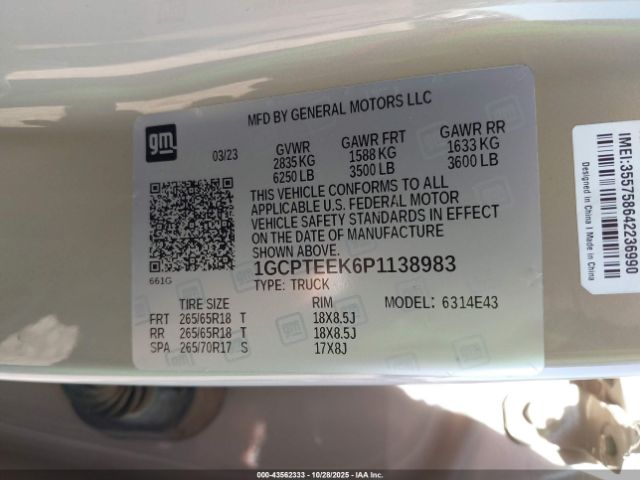 MFD BY GENERAL MOTORS LLC
gm
03/23
GVWR GAWR FRT GAWR RR
2835 KG 1588 KG 1633 KG
6250 LB 3500 LB 3600 LB
THIS VEHICLE CONFORMS TO ALL
APPLICABLE U.S. FEDERAL MOTOR
VEHICLE SAFETY STANDARDS IN EFFECT
ON THE DATE OF MANUFACTURE
SHOWN ABOVE.
661G
1GCPTEEK6P1138983
TYPE: TRUCK
TIRE SIZE RIM MODEL: 6314E43
FRT 265/65R18 T 18X8.5J
RR 265/65R18 T 18X8.5J
SPA 265/70R17 S 17X8J
IMEI:355758642236990
Designed in China I Made in China
000-43562333 - 10/28/2025 - IAA Inc.